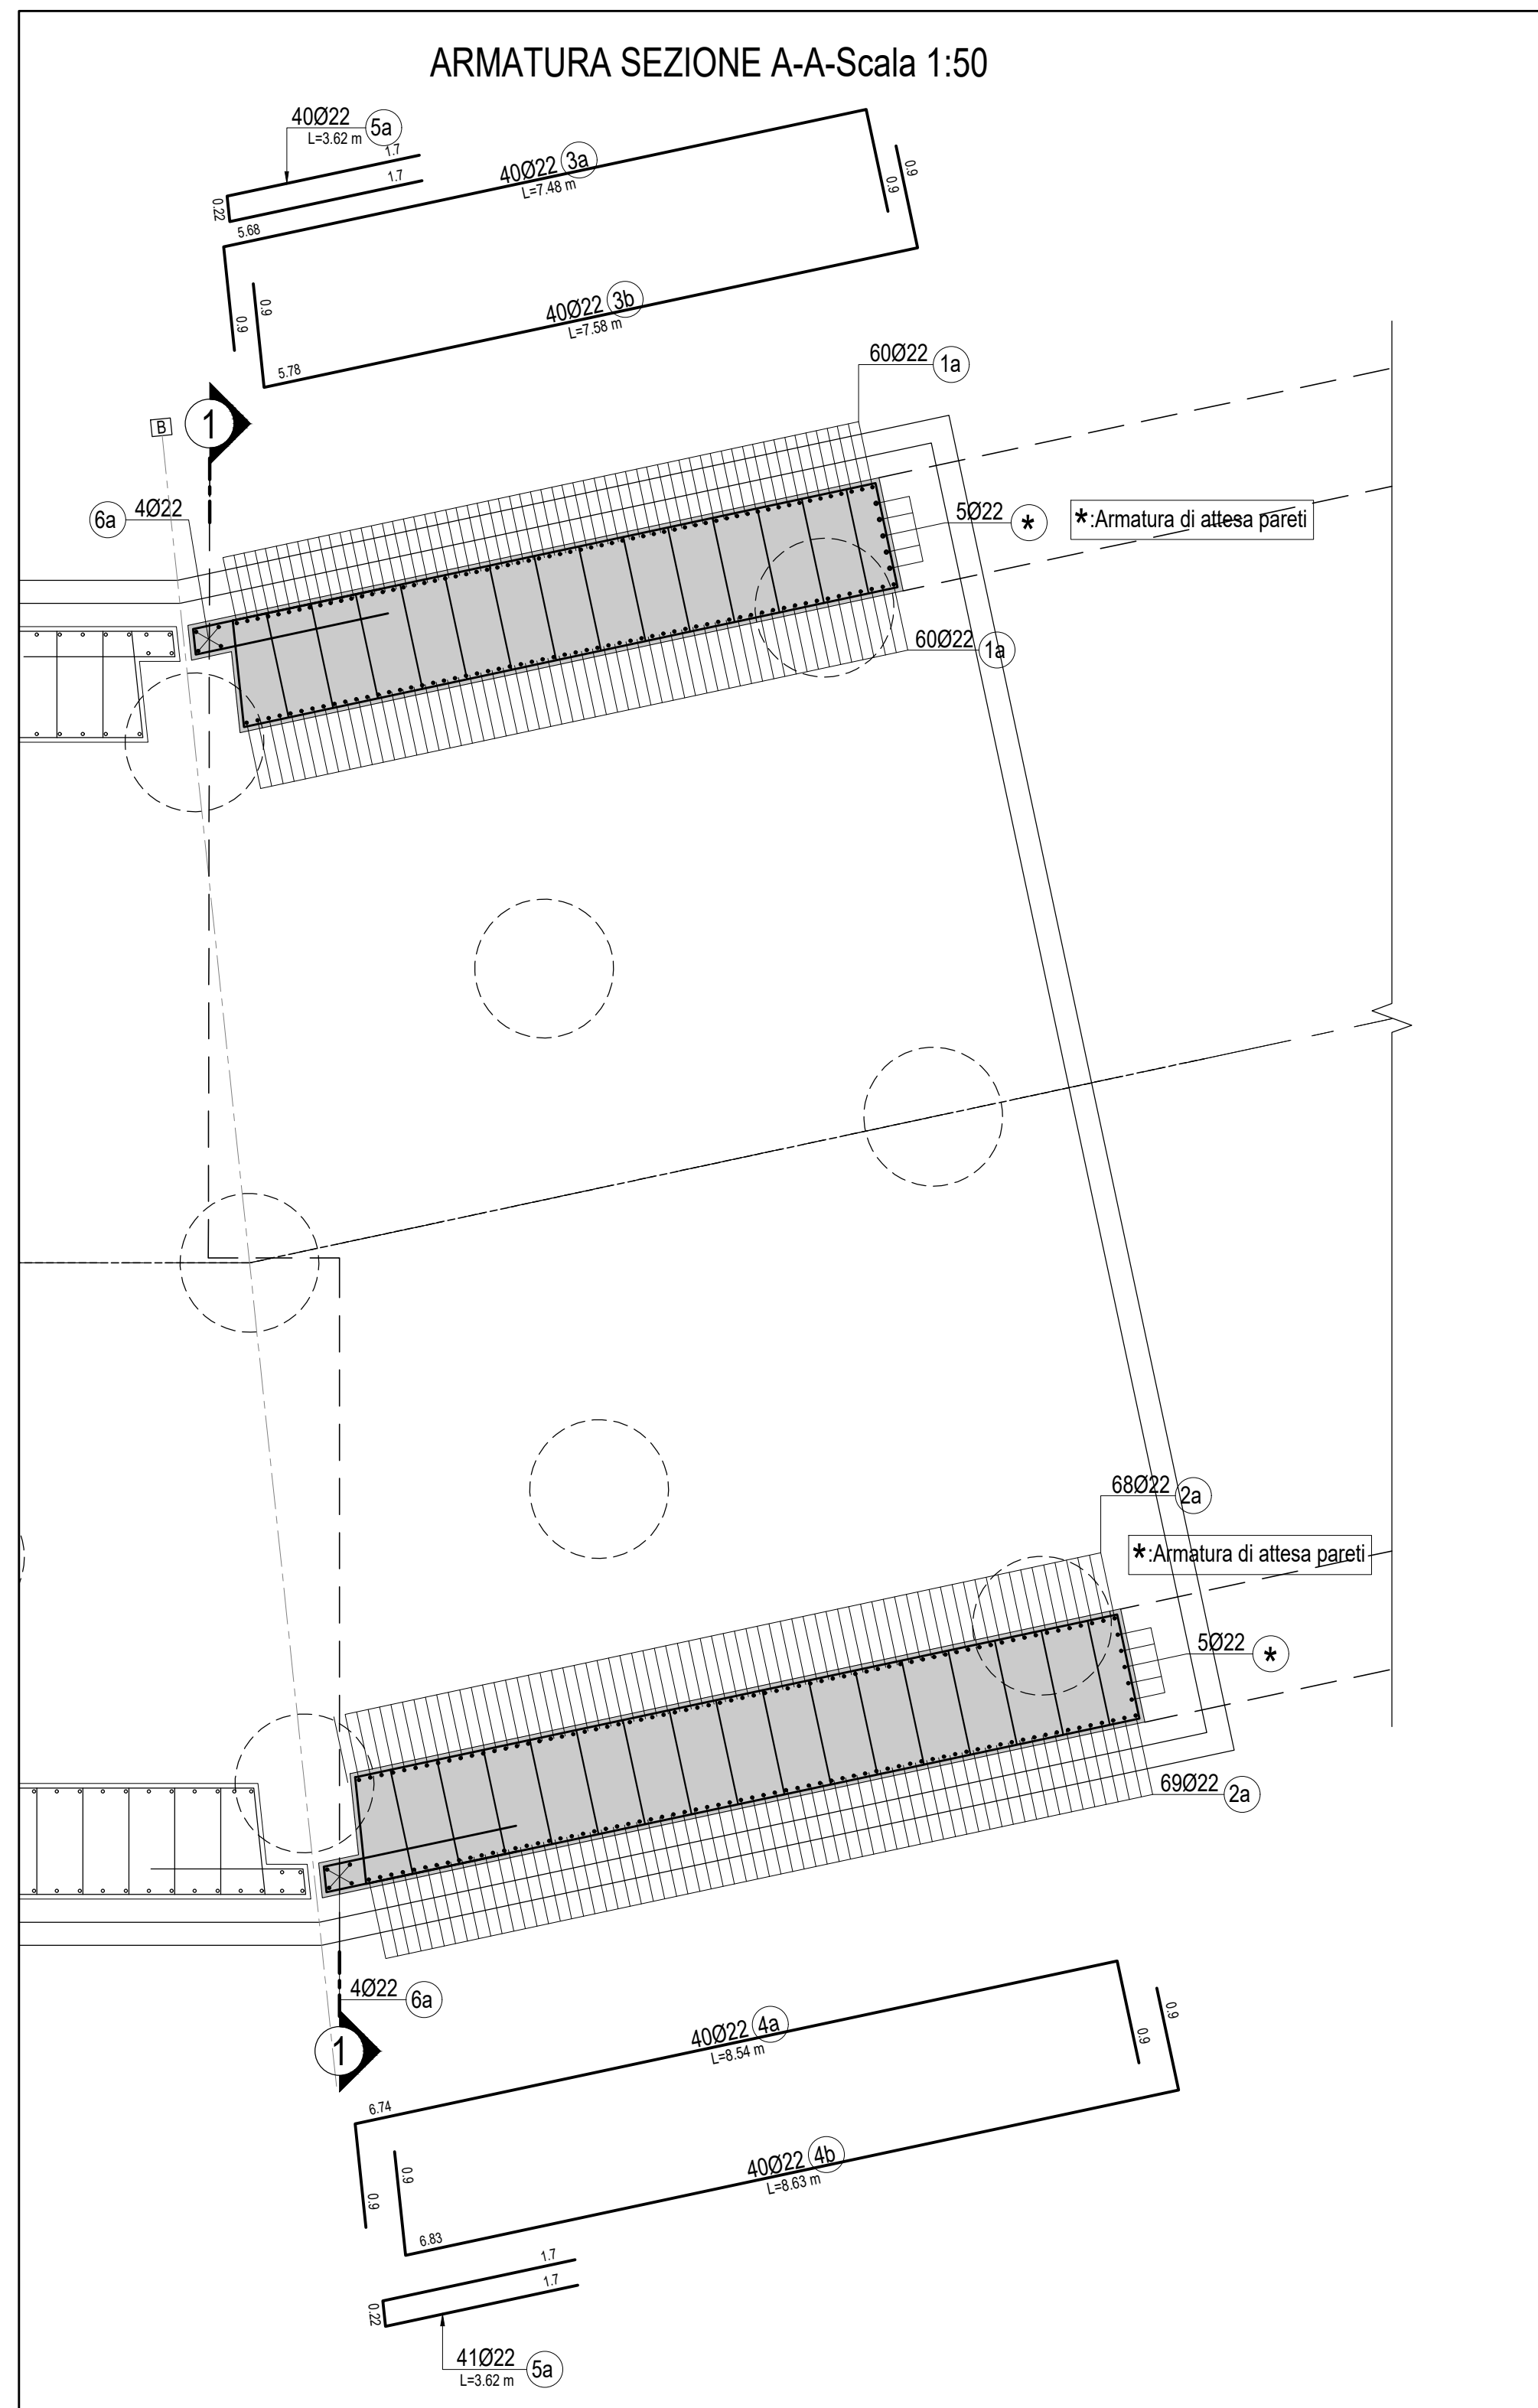 ARMATURA SEZIONE A-A-Scala 1:50
40Ø22 5a
L=3.62 m
1.7
1.7
0.22
40Ø22 3a
L=7.48 m
5.68
0.9
0.9
0.9
0.9
40Ø22 3b
L=7.58 m
5.78
60Ø22 1a
1
B
6a 4Ø22
5Ø22 *
*:Armatura di attesa pareti
60Ø22 1a
68Ø22 2a
*:Armatura di attesa pareti
5Ø22 *
69Ø22 2a
4Ø22 6a
1
40Ø22 4a
L=8.54 m
6.74
0.9
0.9
0.9
0.9
40Ø22 4b
L=8.63 m
6.83
1.7
1.7
0.22
41Ø22 5a
L=3.62 m